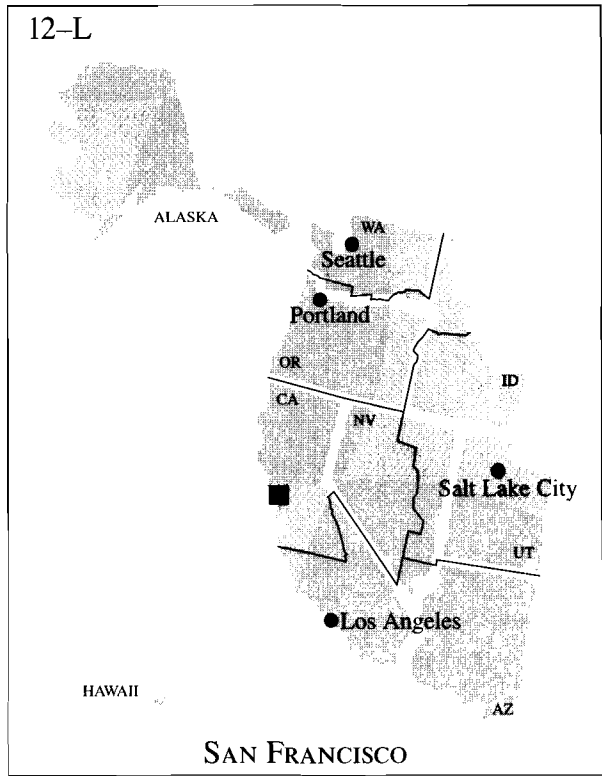 12–L
ALASKA
WA
Seattle
Portland
OR
ID
CA
NV
Salt Lake City
UT
Los Angeles
HAWAII
AZ
SAN FRANCISCO